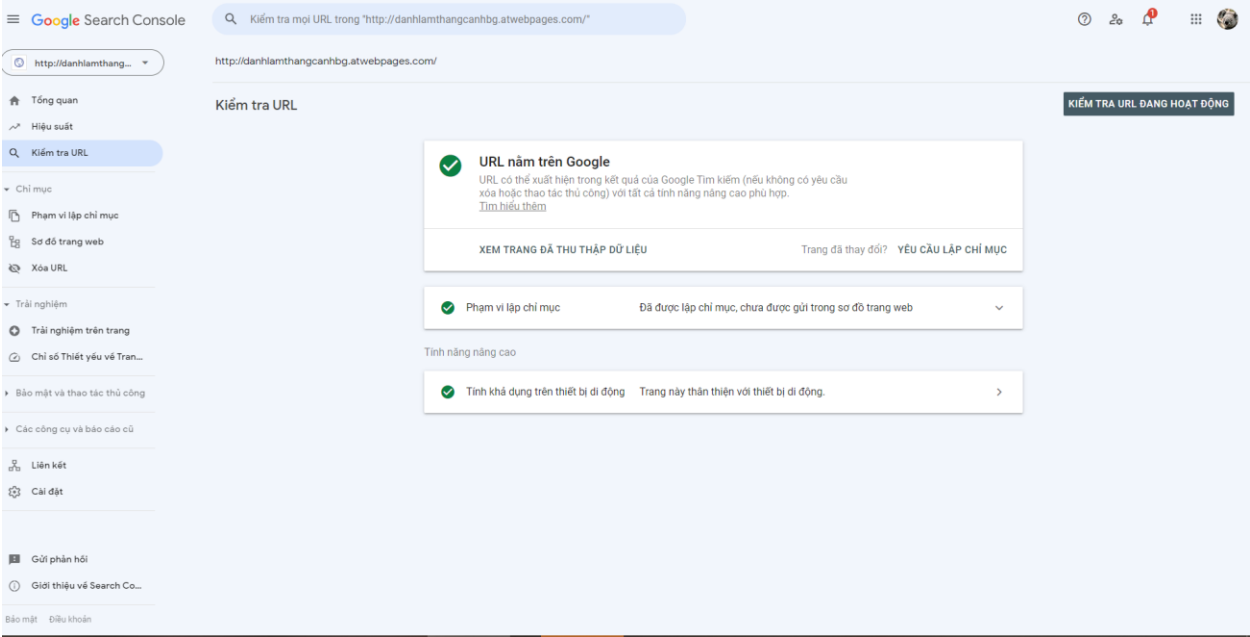 Google Search Console
Kiểm tra mọi URL trong "http://danhlamthangcanhbg.atwebpages.com/"
1
http://danhlamthang...
http://danhlamthangcanhbg.atwebpages.com/
Tổng quan
Hiệu suất
Kiểm tra URL
Chỉ mục
Phạm vi lập chỉ mục
Sơ đồ trang web
Xóa URL
Trải nghiệm
Trải nghiệm trên trang
Chỉ số Thiết yếu về Tran...
Bảo mật và thao tác thủ công
Các công cụ và báo cáo cũ
Liên kết
Cài đặt
Gửi phản hồi
Giới thiệu về Search Co...
Bảo mật Điều khoản
Kiểm tra URL
KIỂM TRA URL ĐANG HOẠT ĐỘNG
URL nằm trên Google
URL có thể xuất hiện trong kết quả của Google Tìm kiếm (nếu không có yêu cầu
xóa hoặc thao tác thủ công) với tất cả tính năng nâng cao phù hợp.
Tìm hiểu thêm
XEM TRANG ĐÃ THU THẬP DỮ LIỆU
Trang đã thay đổi? YÊU CẦU LẬP CHỈ MỤC
Phạm vi lập chỉ mục Đã được lập chỉ mục, chưa được gửi trong sơ đồ trang web
Tính năng nâng cao
Tính khả dụng trên thiết bị di động Trang này thân thiện với thiết bị di động.